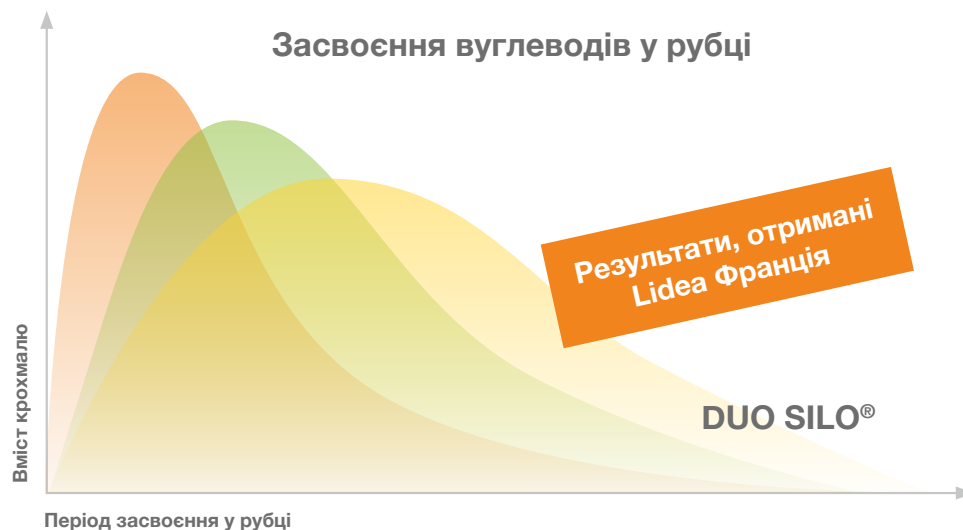 Засвоєння вуглеводів у рубці
Результати, отримані
Lidea Франція
DUO SILO®
Вміст крохмалю
Період засвоєння у рубці